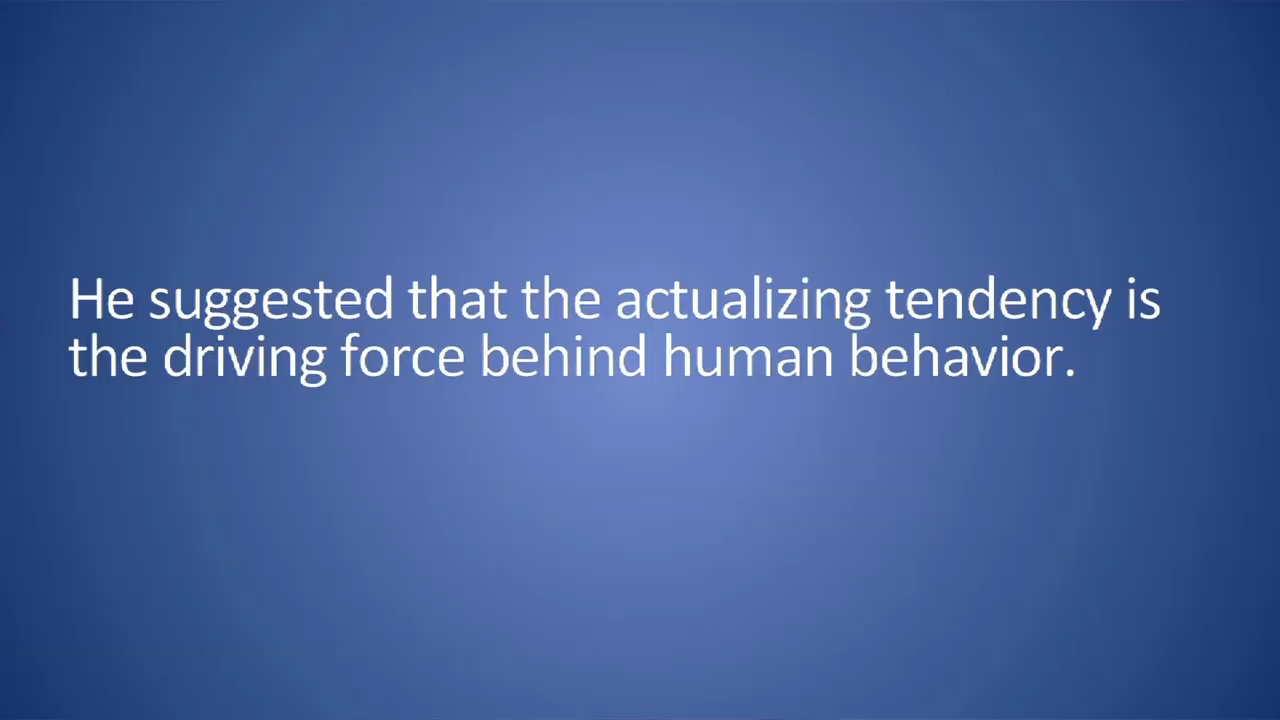 He suggested that the actualizing tendency is
the driving force behind human behavior.